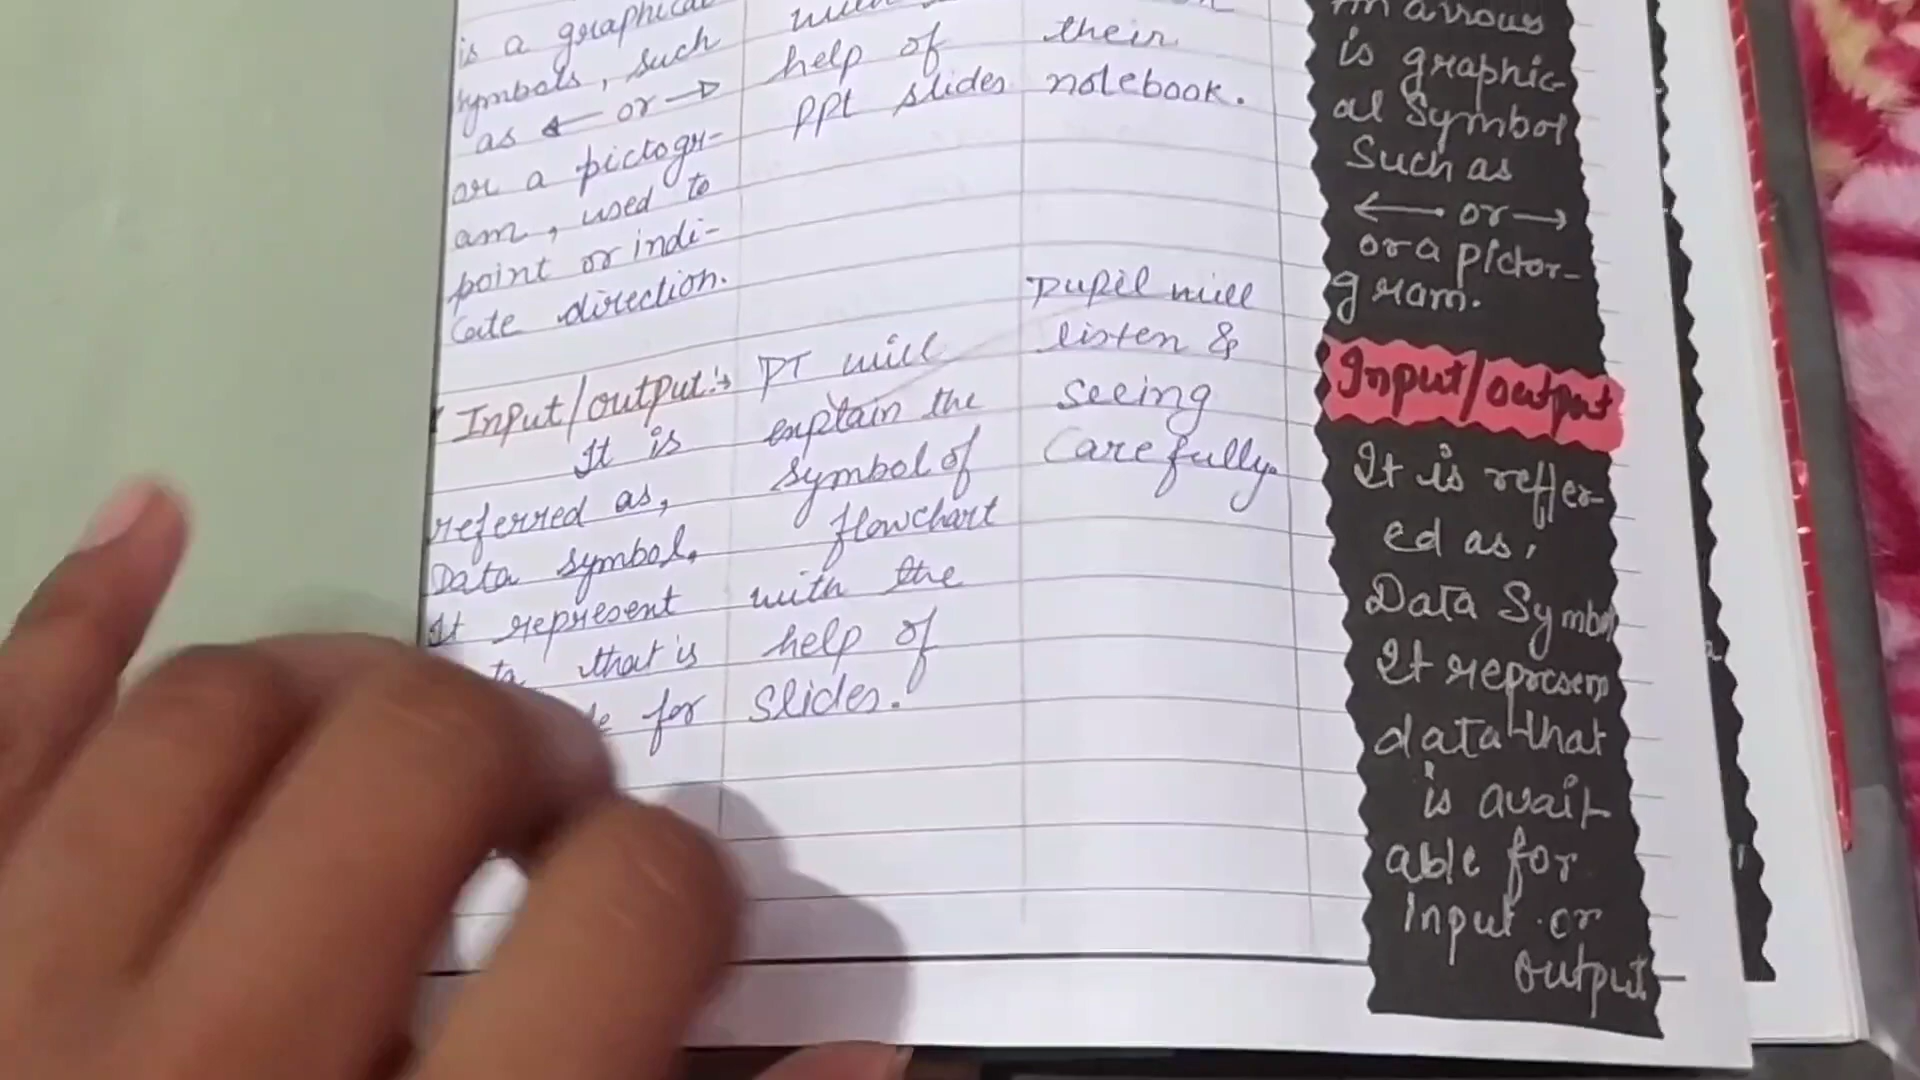 is a graphical
symbols, such
as ← or →
or a pictogr-
am, used to
point or indi-
cate direction.
Input/output:→
It is
referred as,
Data symbol.
It represent
that is
for
help of
PPt slides
PT will
explain the
symbol of
flowchart
with the
help of
slides.
their
notebook.
Pupil will
listen &
seeing
Carefully.
An arrows
is graphic-
al Symbol
Such as
← or →
or a pictor-
gram.
Input/output
It is reffer-
ed as,
Data Symbol
It represen
data that
is avail-
able for
input or
output.